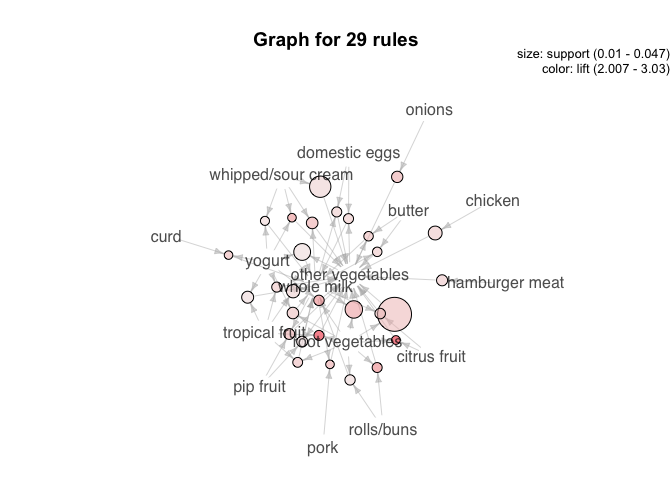 Graph for 29 rules
size: support (0.01 - 0.047)
color: lift (2.007 - 3.03)
onions
domestic eggs
whipped/sour cream
chicken
butter
curd
yogurt
other vegetables
whole milk
hamburger meat
tropical fruit
root vegetables
citrus fruit
pip fruit
rolls/buns
pork